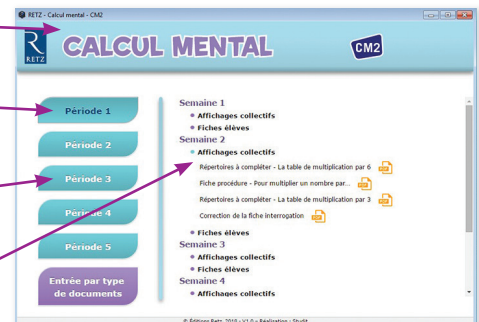 RETZ - Calcul mental - CM2
R
RETZ
CALCUL MENTAL
CM2
Période 1
Période 2
Période 3
Période 4
Période 5
Entrée par type
de documents
Semaine 1
Affichages collectifs
Fiches élèves
Semaine 2
Affichages collectifs
Répertoires à compléter - La table de multiplication par 6 PDF
Fiche procédure - Pour multiplier un nombre par... PDF
Répertoires à compléter - La table de multiplication par 3 PDF
Correction de la fiche interrogation PDF
Fiches élèves
Semaine 3
Affichages collectifs
Fiches élèves
Semaine 4
Affichages collectifs
© Éditions Retz, 2018 - V1.0 - Réalisation : Studit